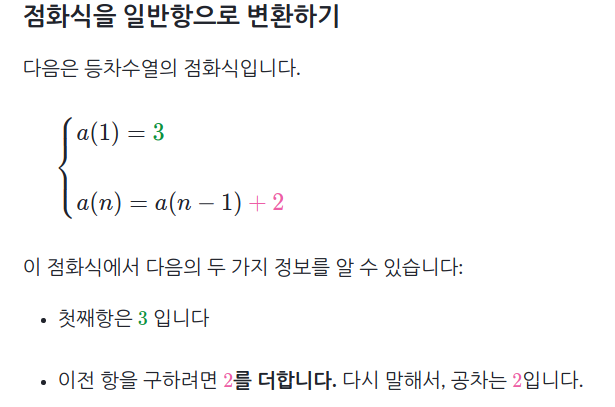 점화식을 일반항으로 변환하기
다음은 등차수열의 점화식입니다.
a(1) = 3
a(n) = a(n − 1) + 2
이 점화식에서 다음의 두 가지 정보를 알 수 있습니다:
• 첫째항은 3 입니다
• 이전 항을 구하려면 2를 더합니다. 다시 말해서, 공차는 2입니다.